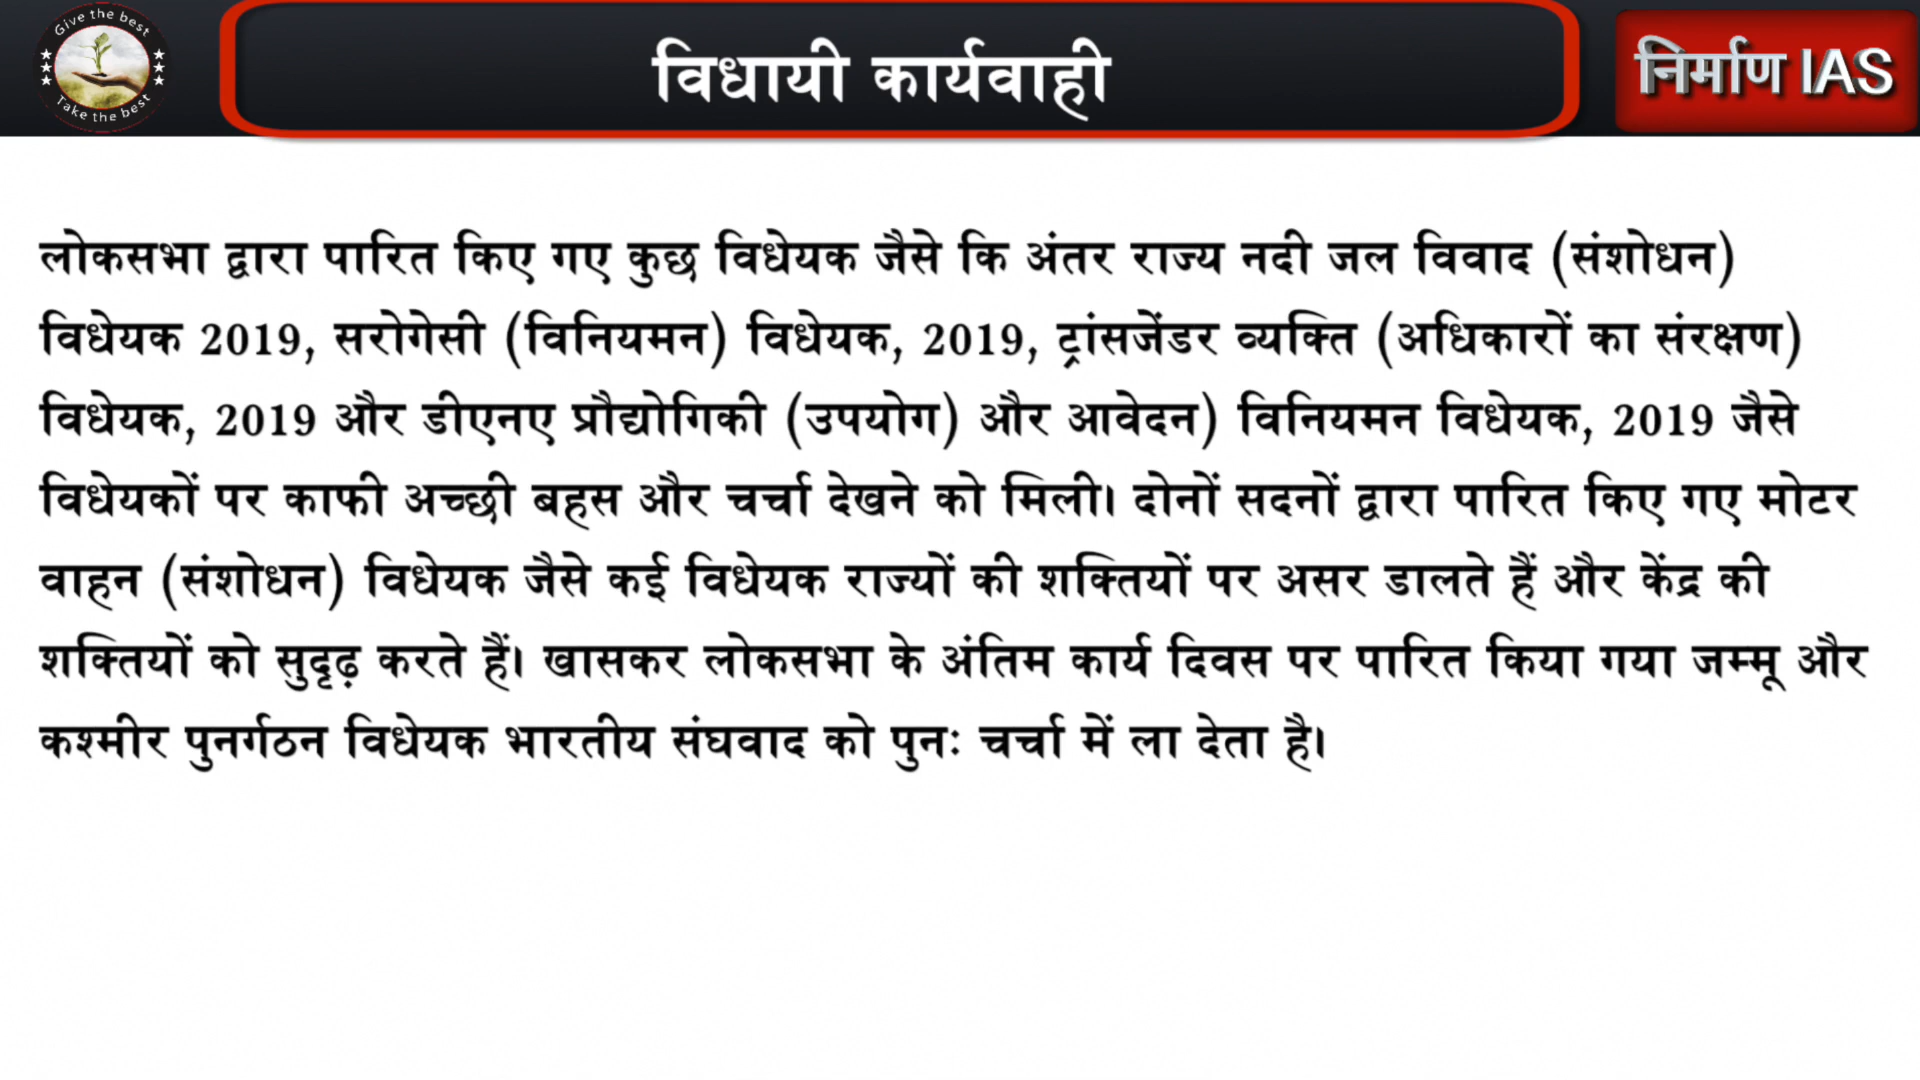 Give the best
Take the best
विधायी कार्यवाही
निर्माण IAS
लोकसभा द्वारा पारित किए गए कुछ विधेयक जैसे कि अंतर राज्य नदी जल विवाद (संशोधन)
विधेयक 2019, सरोगेसी (विनियमन) विधेयक, 2019, ट्रांसजेंडर व्यक्ति (अधिकारों का संरक्षण)
विधेयक, 2019 और डीएनए प्रौद्योगिकी (उपयोग) और आवेदन) विनियमन विधेयक, 2019 जैसे
विधेयकों पर काफी अच्छी बहस और चर्चा देखने को मिली। दोनों सदनों द्वारा पारित किए गए मोटर
वाहन (संशोधन) विधेयक जैसे कई विधेयक राज्यों की शक्तियों पर असर डालते हैं और केंद्र की
शक्तियों को सुदृढ़ करते हैं। खासकर लोकसभा के अंतिम कार्य दिवस पर पारित किया गया जम्मू और
कश्मीर पुनर्गठन विधेयक भारतीय संघवाद को पुनः चर्चा में ला देता है।